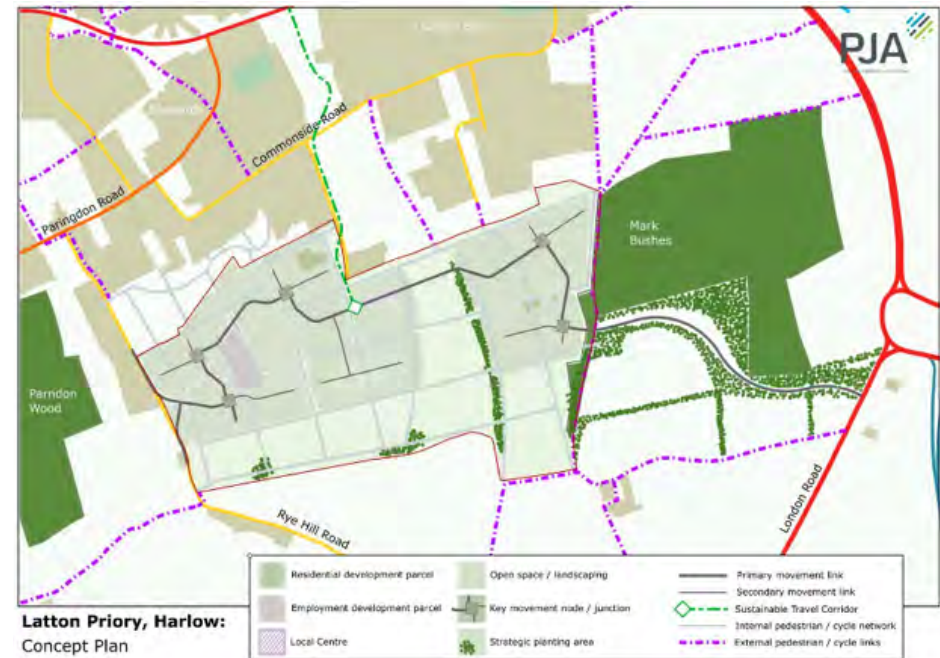 PJA
Commonside Road
Paringdon Road
Mark
Bushes
Parndon
Wood
London Road
Rye Hill Road
Residential development parcel
Open space / landscaping
Primary movement link
Secondary movement link
Employment development parcel
Key movement node / junction
Sustainable Travel Corridor
Internal pedestrian / cycle network
Local Centre
Strategic planting area
External pedestrian / cycle links
Latton Priory, Harlow:
Concept Plan